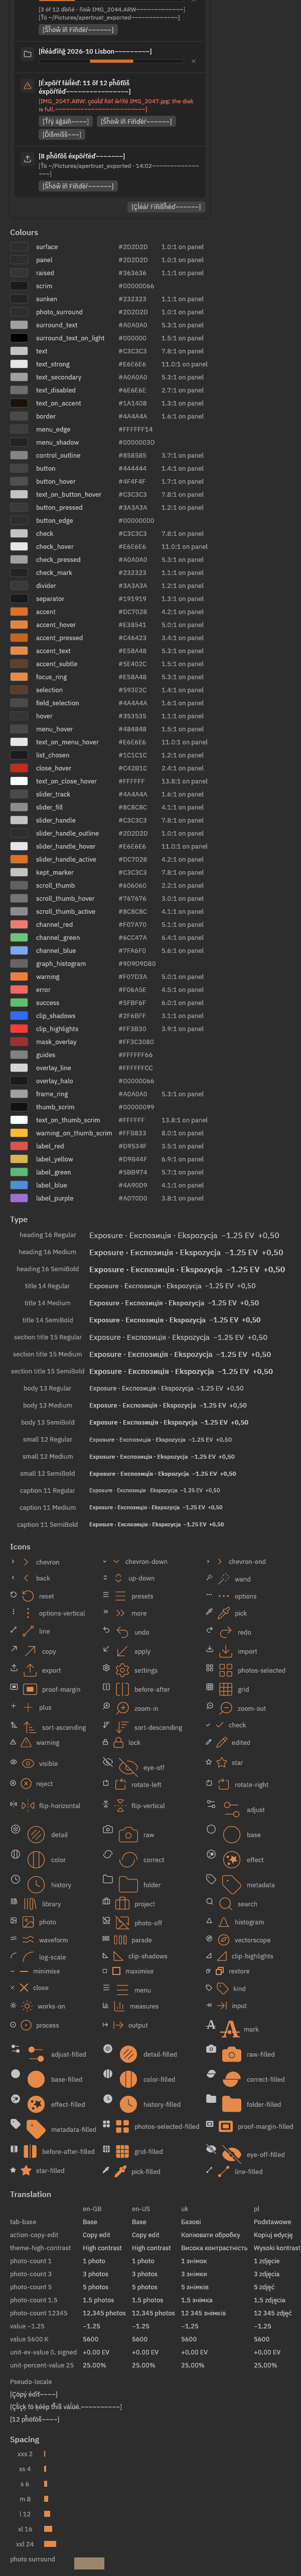 [Ťö ~/Pictures/apertrust_exported~~~~~~~~~~~~~~]
[Šĥöŵ ïñ Fïñđéŕ~~~~~~]
[Ŕéáđïñĝ 2026-10 Lisbon~~~~~~~~~]
[Éxpöŕť fáïłéđ: 11 öf 12 pĥöťöš
éxpöŕťéđ~~~~~~~~~~~~~~~~~]
is full.~~~~~~~~~~~~~~~~~~~~~~]
[Ťŕý áĝáïñ~~~~] [Šĥöŵ ïñ Fïñđéŕ~~~~~~]
[Ďïšmïšš~~~]
[8 pĥöťöš éxpöŕťéđ~~~~~~~]
[Ťö ~/Pictures/apertrust_exported · 14:02~~~~~~~~~~~~~~
~~~]
[Šĥöŵ ïñ Fïñđéŕ~~~~~~]
[Çłéáŕ Fïñïšĥéđ~~~~~~]
Colours
surface #2D2D2D 1.0:1 on panel
panel #2D2D2D 1.0:1 on panel
raised #363636 1.1:1 on panel
scrim #00000066
sunken #232323 1.1:1 on panel
photo_surround #2D2D2D 1.0:1 on panel
surround_text #A0A0A0 5.3:1 on panel
surround_text_on_light #000000 1.5:1 on panel
text #C3C3C3 7.8:1 on panel
text_strong #E6E6E6 11.0:1 on panel
text_secondary #A0A0A0 5.3:1 on panel
text_disabled #6E6E6E 2.7:1 on panel
text_on_accent #1A1408 1.3:1 on panel
border #4A4A4A 1.6:1 on panel
menu_edge #FFFFFF14
menu_shadow #0000003D
control_outline #858585 3.7:1 on panel
button #444444 1.4:1 on panel
button_hover #4F4F4F 1.7:1 on panel
text_on_button_hover #C3C3C3 7.8:1 on panel
button_pressed #3A3A3A 1.2:1 on panel
button_edge #00000000
check #C3C3C3 7.8:1 on panel
check_hover #E6E6E6 11.0:1 on panel
check_pressed #A0A0A0 5.3:1 on panel
check_mark #232323 1.1:1 on panel
divider #3A3A3A 1.2:1 on panel
separator #191919 1.3:1 on panel
accent #DC7028 4.2:1 on panel
accent_hover #E38541 5.0:1 on panel
accent_pressed #C46423 3.4:1 on panel
accent_text #E58A48 5.3:1 on panel
accent_subtle #5E402C 1.5:1 on panel
focus_ring #E58A48 5.3:1 on panel
selection #593E2C 1.4:1 on panel
field_selection #4A4A4A 1.6:1 on panel
hover #353535 1.1:1 on panel
menu_hover #484848 1.5:1 on panel
text_on_menu_hover #E6E6E6 11.0:1 on panel
list_chosen #1C1C1C 1.2:1 on panel
close_hover #C42B1C 2.4:1 on panel
text_on_close_hover #FFFFFF 13.8:1 on panel
slider_track #4A4A4A 1.6:1 on panel
slider_fill #8C8C8C 4.1:1 on panel
slider_handle #C3C3C3 7.8:1 on panel
slider_handle_outline #2D2D2D 1.0:1 on panel
slider_handle_hover #E6E6E6 11.0:1 on panel
slider_handle_active #DC7028 4.2:1 on panel
kept_marker #C3C3C3 7.8:1 on panel
scroll_thumb #606060 2.2:1 on panel
scroll_thumb_hover #767676 3.0:1 on panel
scroll_thumb_active #8C8C8C 4.1:1 on panel
channel_red #F07A70 5.1:1 on panel
channel_green #6CC47A 6.4:1 on panel
channel_blue #7FA6F0 5.6:1 on panel
graph_histogram #9D9D9D80
warning #F07D3A 5.0:1 on panel
error #F06A5E 4.5:1 on panel
success #5FBF6F 6.0:1 on panel
clip_shadows #2F6BFF 3.1:1 on panel
clip_highlights #FF3B30 3.9:1 on panel
mask_overlay #FF3C3080
guides #FFFFFF66
overlay_line #FFFFFFCC
overlay_halo #00000066
frame_ring #A0A0A0 5.3:1 on panel
thumb_scrim #00000099
text_on_thumb_scrim #FFFFFF 13.8:1 on panel
warning_on_thumb_scrim #FFB833 8.0:1 on panel
label_red #D9534F 3.5:1 on panel
label_yellow #D9B44F 6.9:1 on panel
label_green #5BB974 5.7:1 on panel
label_blue #4A90D9 4.1:1 on panel
label_purple #A070D0 3.8:1 on panel
Type
heading 16 Regular Exposure · Експозиція · Ekspozycja −1.25 EV +0,50
heading 16 Medium Exposure · Експозиція · Ekspozycja −1.25 EV +0,50
heading 16 SemiBold Exposure · Експозиція · Ekspozycja −1.25 EV +0,50
title 14 Regular Exposure · Експозиція · Ekspozycja −1.25 EV +0,50
title 14 Medium Exposure · Експозиція · Ekspozycja −1.25 EV +0,50
title 14 SemiBold Exposure · Експозиція · Ekspozycja −1.25 EV +0,50
section title 15 Regular Exposure · Експозиція · Ekspozycja −1.25 EV +0,50
section title 15 Medium Exposure · Експозиція · Ekspozycja −1.25 EV +0,50
section title 15 SemiBold Exposure · Експозиція · Ekspozycja −1.25 EV +0,50
body 13 Regular Exposure · Експозиція · Ekspozycja −1.25 EV +0,50
body 13 Medium Exposure · Експозиція · Ekspozycja −1.25 EV +0,50
body 13 SemiBold Exposure · Експозиція · Ekspozycja −1.25 EV +0,50
small 12 Regular Exposure · Експозиція · Ekspozycja −1.25 EV +0,50
small 12 Medium Exposure · Експозиція · Ekspozycja −1.25 EV +0,50
small 12 SemiBold Exposure · Експозиція · Ekspozycja −1.25 EV +0,50
caption 11 Regular Exposure · Експозиція · Ekspozycja −1.25 EV +0,50
caption 11 Medium Exposure · Експозиція · Ekspozycja −1.25 EV +0,50
caption 11 SemiBold Exposure · Експозиція · Ekspozycja −1.25 EV +0,50
Icons
chevron chevron-down chevron-end
back up-down wand
reset presets options
options-vertical more pick
line undo redo
copy apply import
export settings photos-selected
proof-margin before-after grid
plus zoom-in zoom-out
sort-ascending sort-descending check
warning lock edited
visible eye-off star
reject rotate-left rotate-right
flip-horizontal flip-vertical adjust
detail raw base
color correct effect
history folder metadata
library project search
photo photo-off histogram
waveform parade vectorscope
log-scale clip-shadows clip-highlights
minimise maximise restore
close menu kind
works-on measures input
process output mark
adjust-filled detail-filled raw-filled
base-filled color-filled correct-filled
effect-filled history-filled folder-filled
metadata-filled photos-selected-filled proof-margin-filled
before-after-filled grid-filled eye-off-filled
star-filled pick-filled line-filled
Translation
en-GB en-US uk pl
tab-base Base Base Базові Podstawowe
action-copy-edit Copy edit Copy edit Копіювати обробку Kopiuj edycję
theme-high-contrast High contrast High contrast Висока контрастність Wysoki kontrast
photo-count 1 1 photo 1 photo 1 знімок 1 zdjęcie
photo-count 3 3 photos 3 photos 3 знімки 3 zdjęcia
photo-count 5 5 photos 5 photos 5 знімків 5 zdjęć
photo-count 1.5 1.5 photos 1.5 photos 1,5 знімка 1,5 zdjęcia
photo-count 12345 12,345 photos 12,345 photos 12 345 знімків 12 345 zdjęć
value −1.25 −1.25 −1.25 −1,25 −1,25
value 5600 K 5600 5600 5600 5600
unit-ev-value 0, signed +0.00 EV +0.00 EV +0,00 EV +0,00 EV
unit-percent-value 25 25.00% 25.00% 25,00% 25,00%
Pseudo-locale
[Çöpý éđïť~~~~]
[Çłïçķ ťö ķéép ťĥïš váłúé.~~~~~~~~~~]
[12 pĥöťöš~~~~]
Spacing
xxs 2
xs 4
s 6
m 8
l 12
xl 16
xxl 24
photo surround